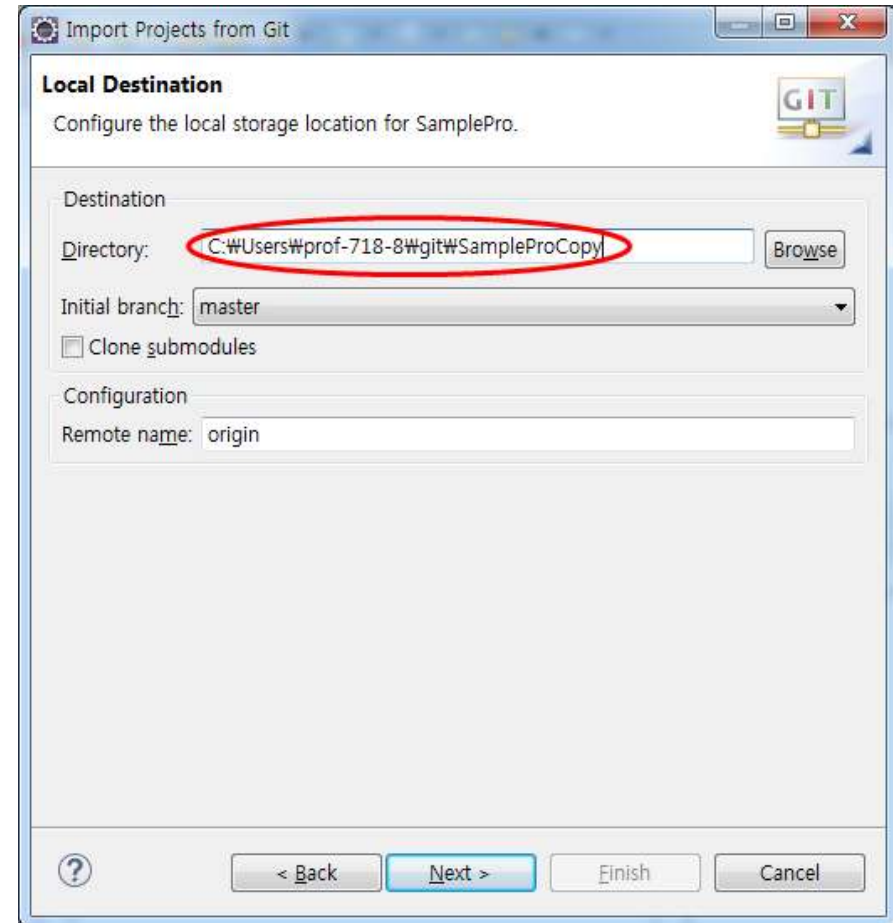 Import Projects from Git
Local Destination
Configure the local storage location for SamplePro.
GIT
Destination
Directory: C:₩Users₩prof-718-8₩git₩SampleProCopy Browse
Initial branch: master
Clone submodules
Configuration
Remote name: origin
?
< Back Next > Finish Cancel